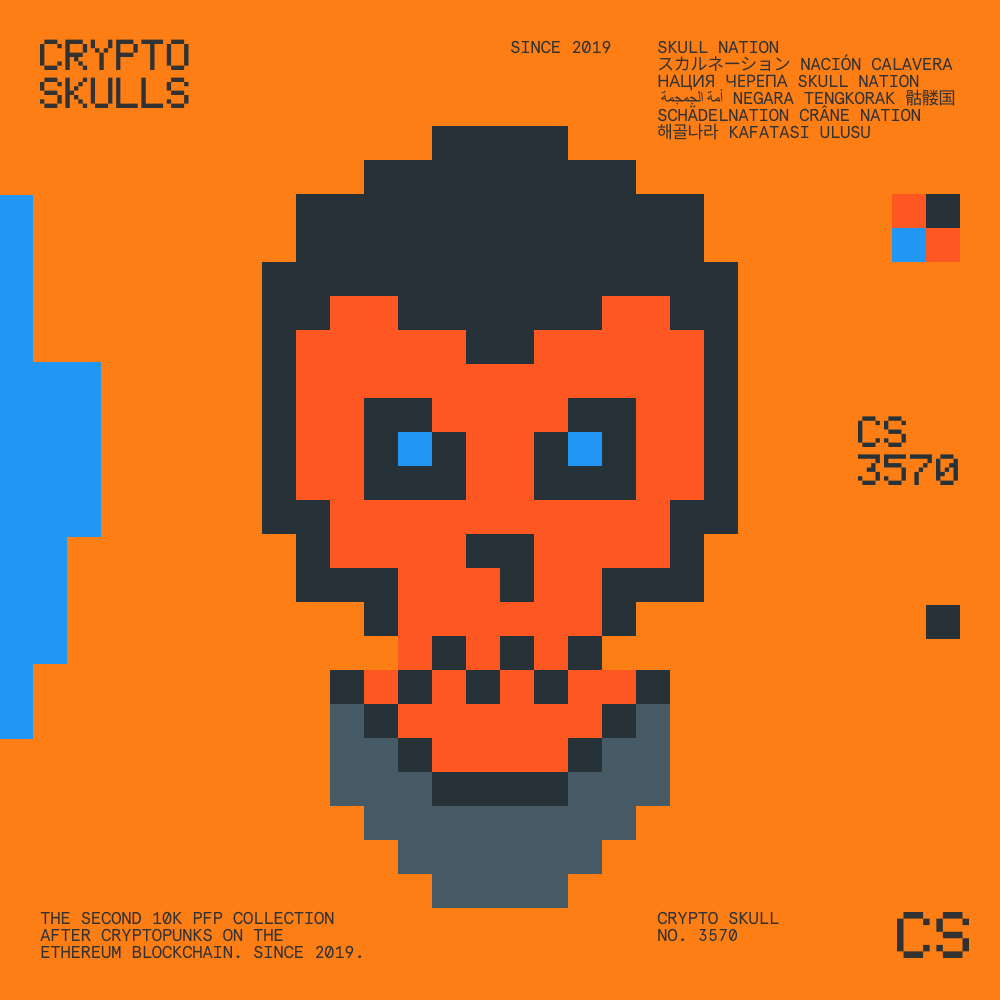 CRYPTO
SKULLS
SINCE 2019
SKULL NATION
スカルネーション NACIÓN CALAVERA
НАЦИЯ ЧЕРЕПА SKULL NATION
أمة الجمجمة NEGARA TENGKORAK 骷髅国
SCHÄDELNATION CRÂNE NATION
해골나라 KAFATASI ULUSU
CS
3570
THE SECOND 10K PFP COLLECTION
AFTER CRYPTOPUNKS ON THE
ETHEREUM BLOCKCHAIN. SINCE 2019.
CRYPTO SKULL
NO. 3570
CS